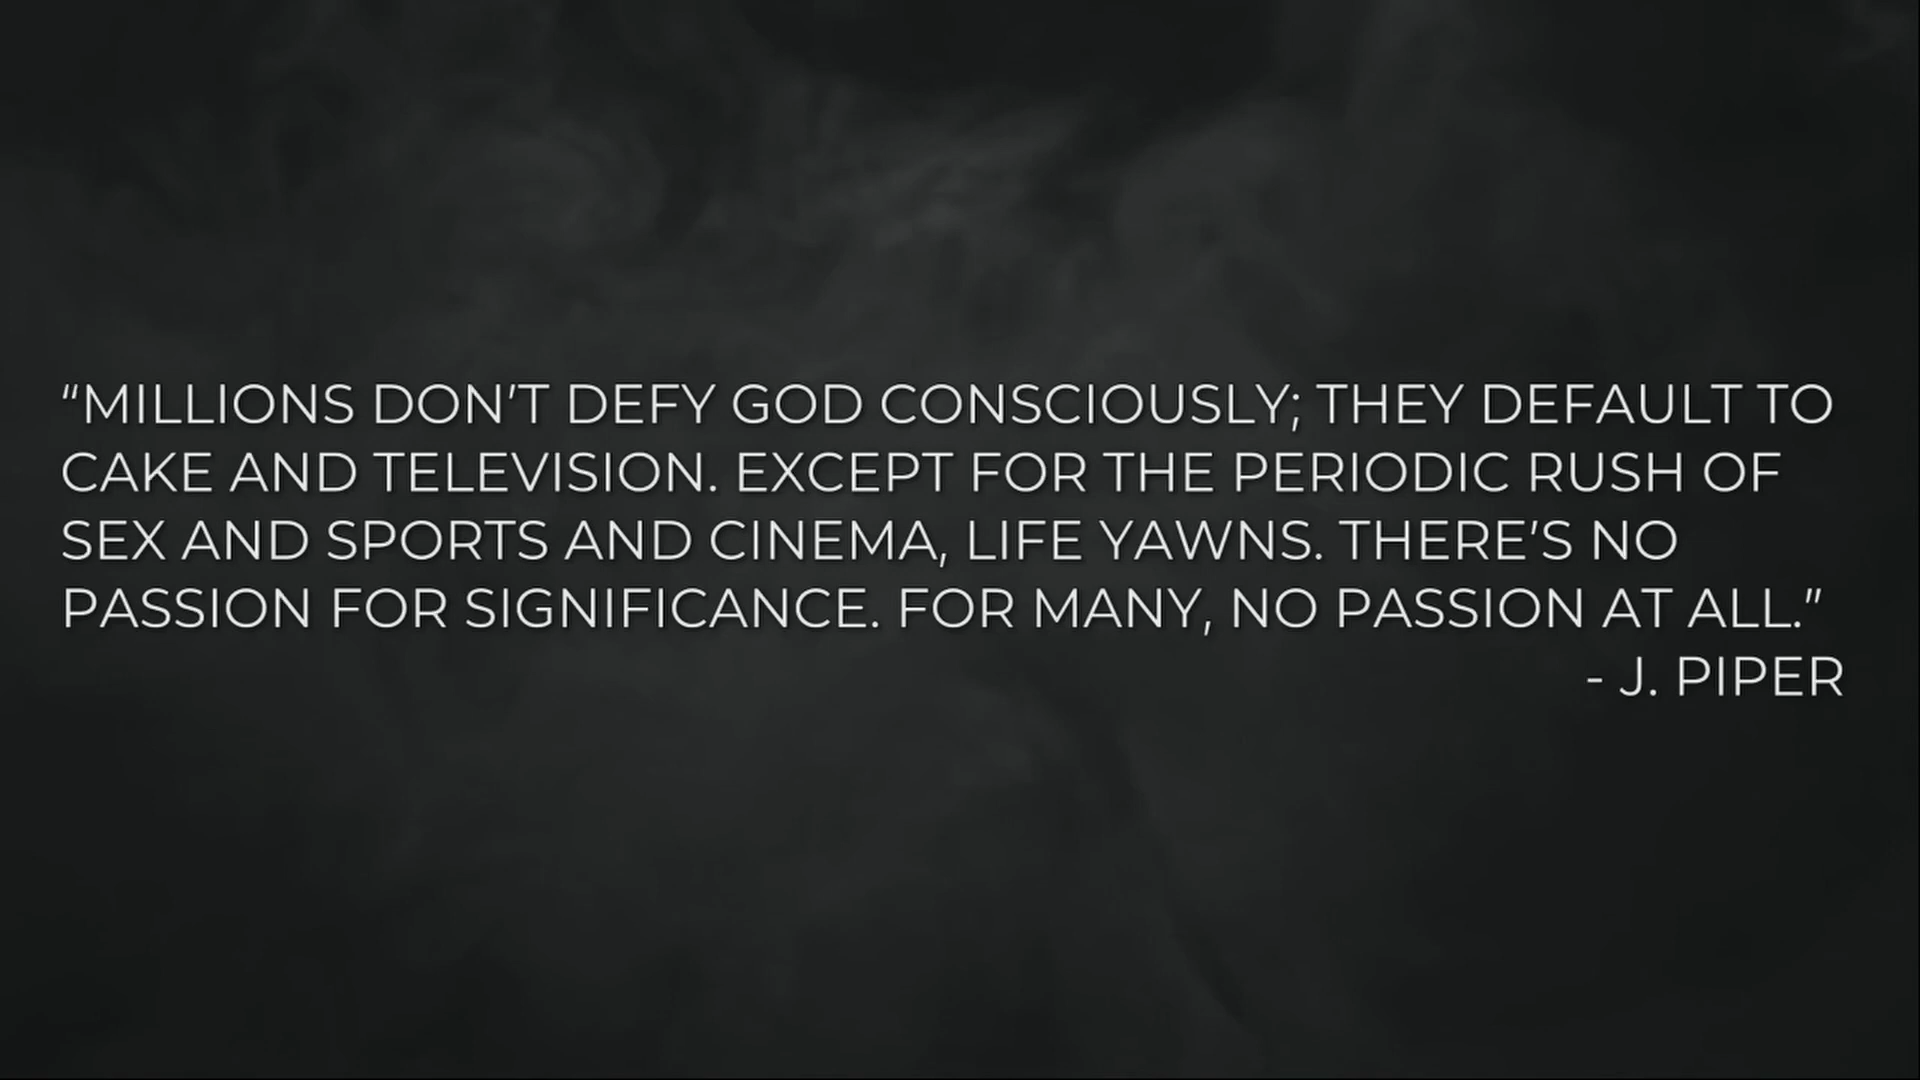 “MILLIONS DON’T DEFY GOD CONSCIOUSLY; THEY DEFAULT TO
CAKE AND TELEVISION. EXCEPT FOR THE PERIODIC RUSH OF
SEX AND SPORTS AND CINEMA, LIFE YAWNS. THERE’S NO
PASSION FOR SIGNIFICANCE. FOR MANY, NO PASSION AT ALL.”
- J. PIPER